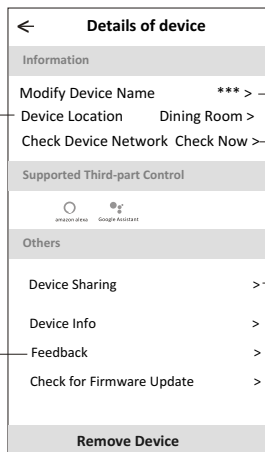 ← Details of device
Information
Modify Device Name *** >
Device Location Dining Room >
Check Device Network Check Now >
Supported Third-part Control
amazon alexa Google Assistant
Others
Device Sharing >
Device Info >
Feedback >
Check for Firmware Update >
Remove Device